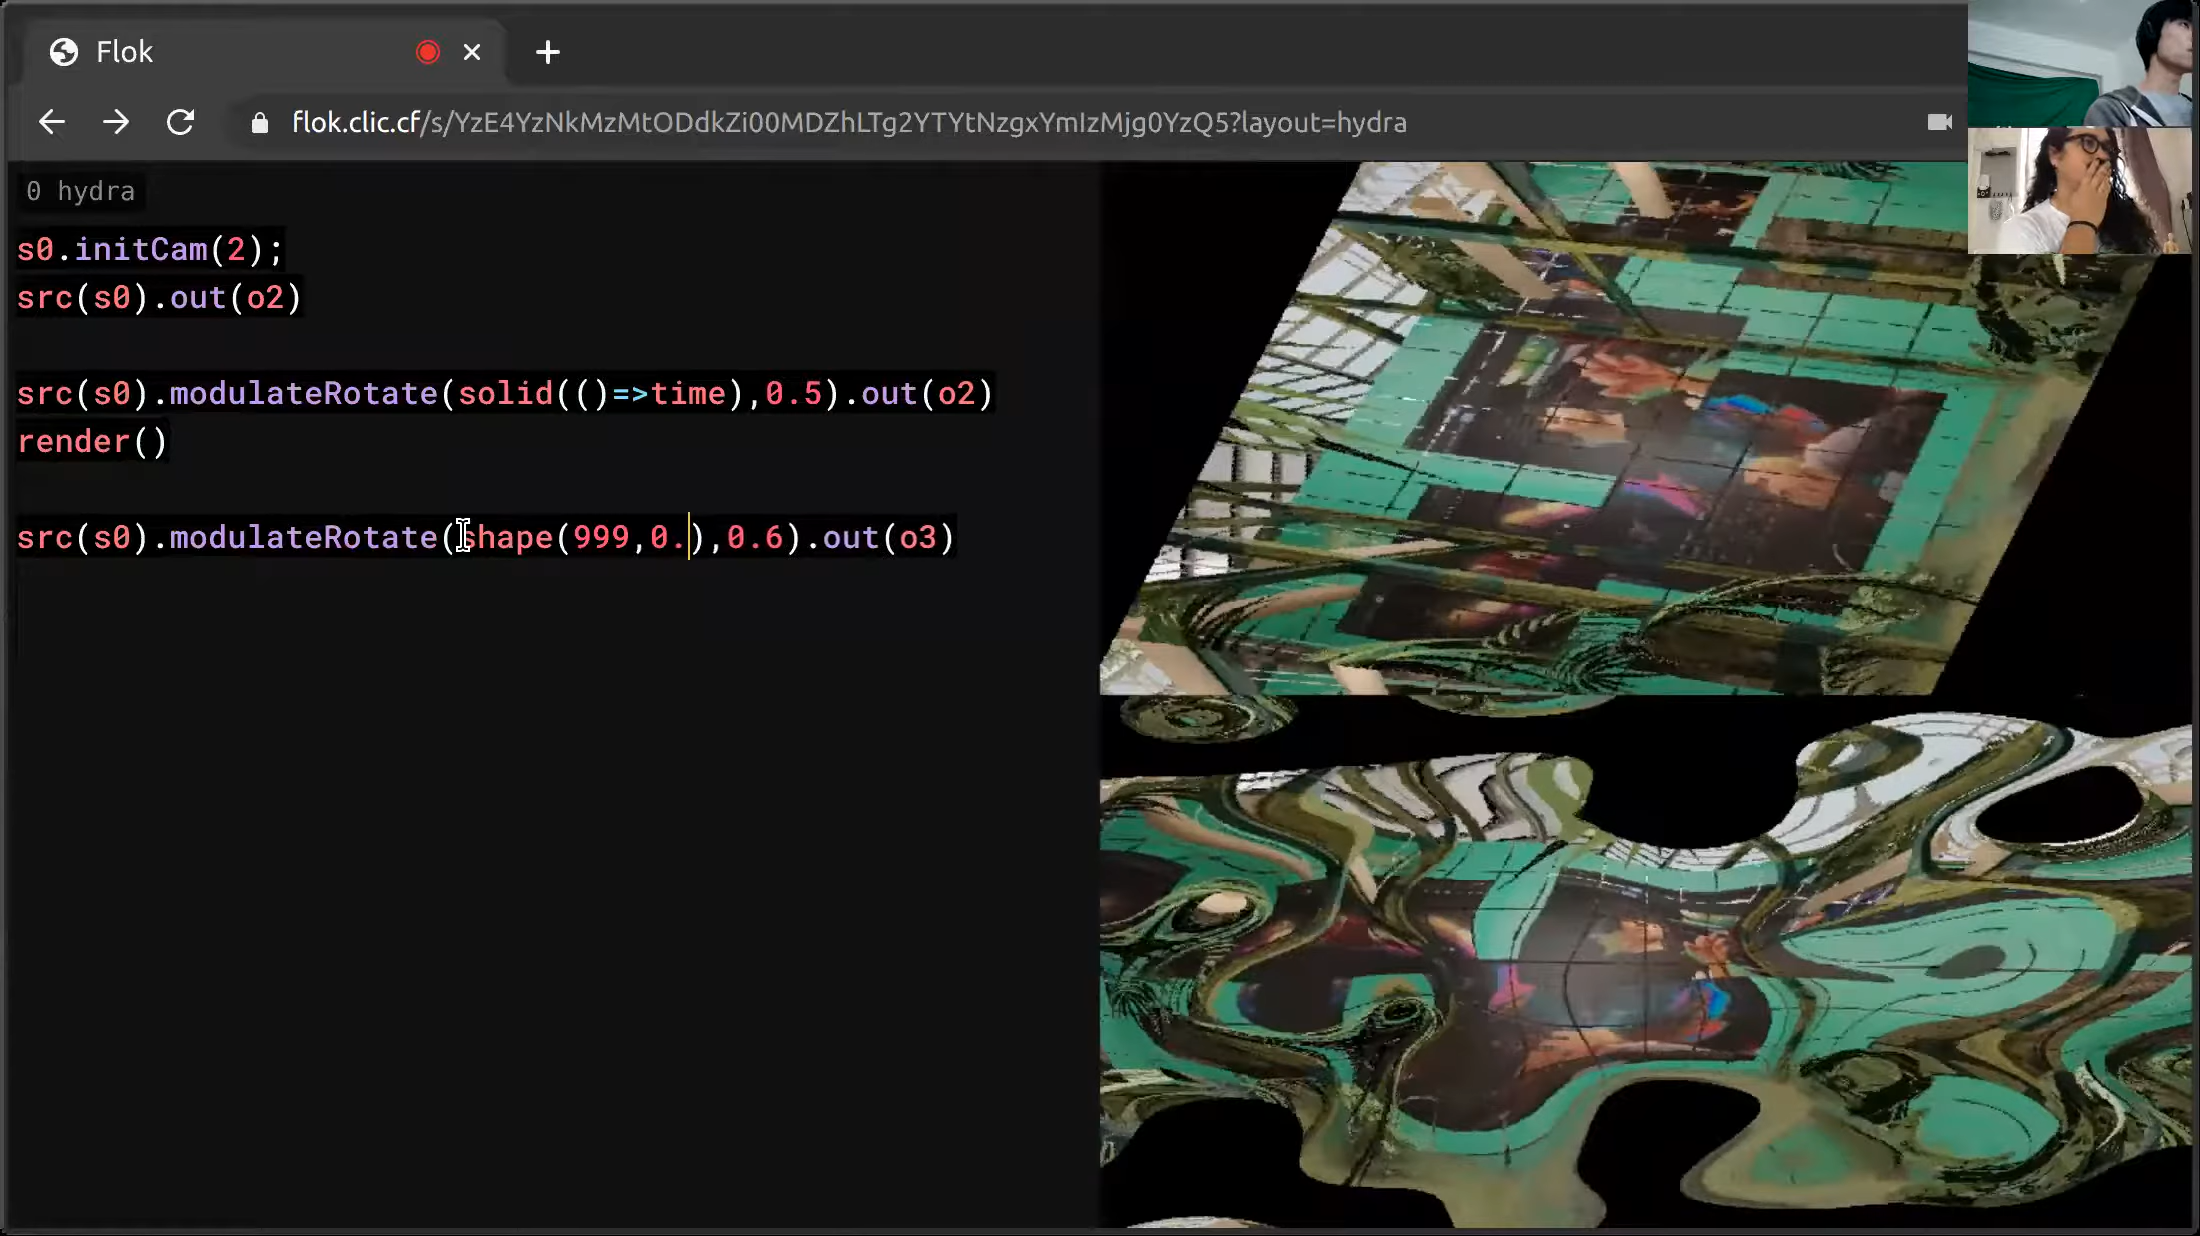 Flok
flok.clic.cf/s/YzE4YzNkMzMtODdkZi00MDZhLTg2YTYtNzgxYmIzMjg0YzQ5?layout=hydra
0 hydra
s0.initCam(2);
src(s0).out(o2)
src(s0).modulateRotate(solid(()=>time),0.5).out(o2)
render()
src(s0).modulateRotate(shape(999,0.),0.6).out(o3)